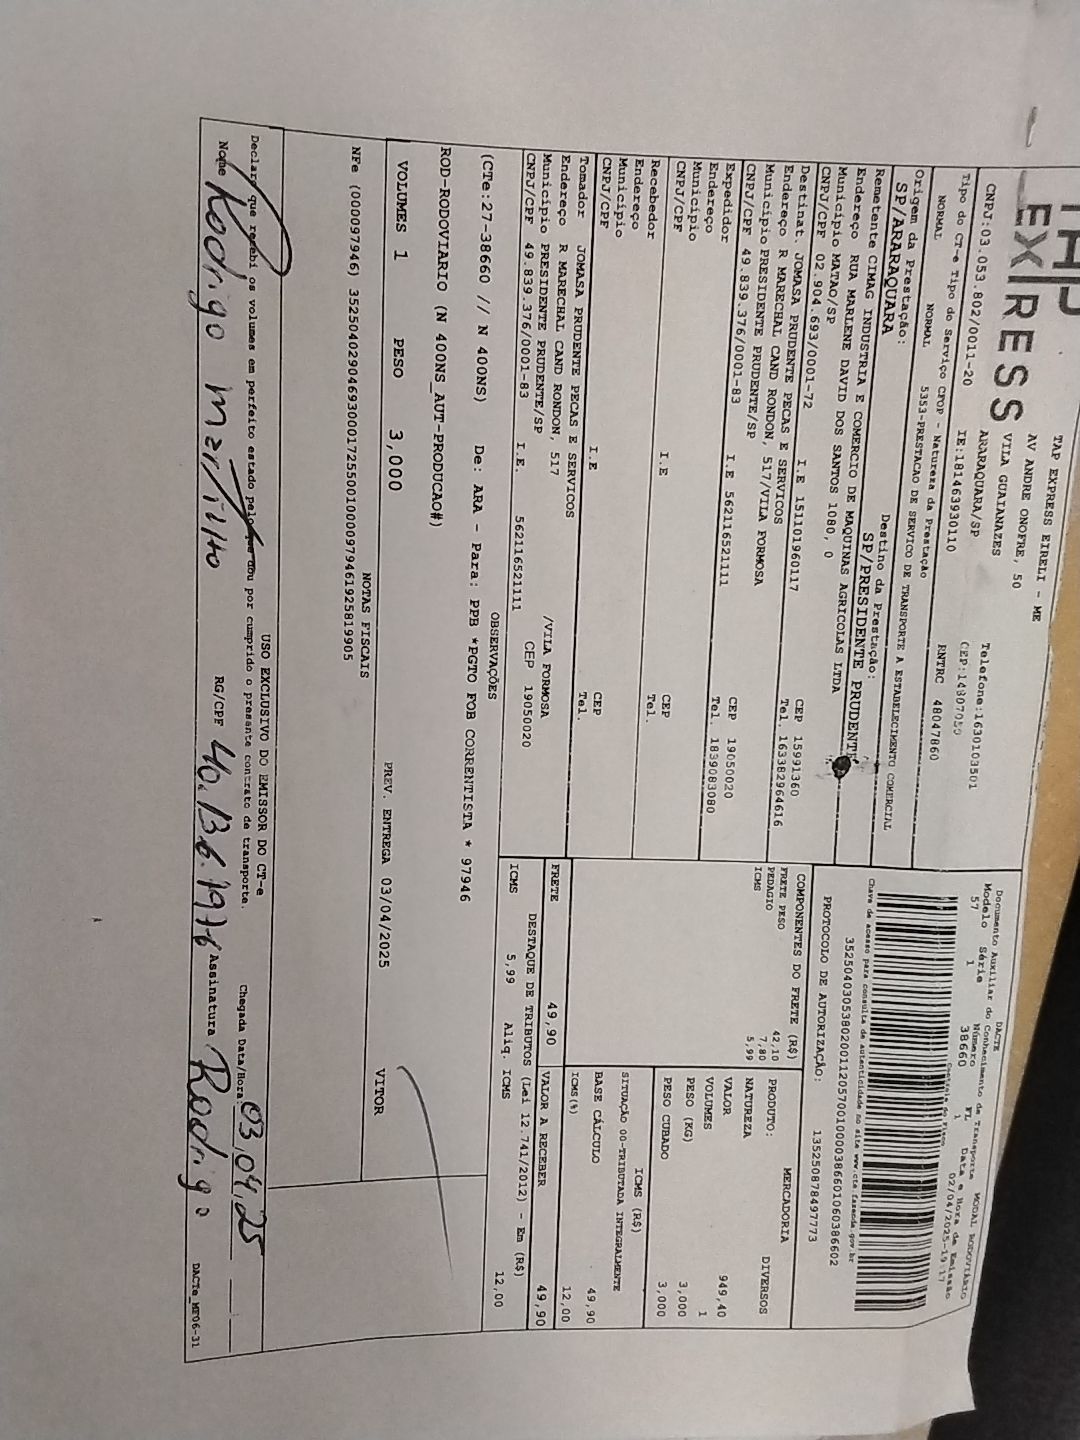 EXPRESS
TAP EXPRESS EIRELI - ME
AV ANDRE ONOFRE, 50
VILA GUAIANAZES
ARARAQUARA/SP
Telefone:1630103501
CNPJ:03.053.802/0011-20 IE:181463930110
Tipo do CT-e Tipo do Serviço CFOP - Natureza da Prestação RNTRC 48047860
NORMAL NORMAL 5353-PRESTACAO DE SERVICO DE TRANSPORTE A ESTABELECIMENTO COMERCIAL
Origem da Prestação: Destino da Prestação:
SP/ARARAQUARA SP/PRESIDENTE PRUDENTE
Remetente CIMAG INDUSTRIA E COMERCIO DE MAQUINAS AGRICOLAS LTDA
Endereço RUA MARLENE DAVID DOS SANTOS 1080, 0
Município MATAO/SP CEP 15991360
CNPJ/CPF 02.904.693/0001-72 I.E 151101960117 Tel. 163382964616
Destinat. JOMASA PRUDENTE PECAS E SERVICOS
Endereço R MARECHAL CAND RONDON, 517/VILA FORMOSA
Município PRESIDENTE PRUDENTE/SP CEP 19050020
CNPJ/CPF 49.839.376/0001-83 I.E 562116521111 Tel. 1839083080
Expedidor
Endereço
Município CEP
CNPJ/CPF I.E Tel.
Recebedor
Endereço
Município CEP
CNPJ/CPF I.E Tel.
Tomador JOMASA PRUDENTE PECAS E SERVICOS
Endereço R MARECHAL CAND RONDON, 517 /VILA FORMOSA
Município PRESIDENTE PRUDENTE/SP CEP 19050020
CNPJ/CPF 49.839.376/0001-83 I.E. 562116521111
DACTE MODAL RODOVIÁRIO
Documento Auxiliar do Conhecimento de Transporte
Modelo Série Número FL Data e Hora de Emissão
57 1 38660 1 02/04/2025-19:17
Controle do Fisco
Chave de acesso para consulta de autenticidade no site www.cte.fazenda.gov.br
35250403053802001120570010000386601060386602
PROTOCOLO DE AUTORIZAÇÃO: 135250878497773
COMPONENTES DO FRETE (R$)
FRETE PESO 42,10
PEDAGIO 7,80
ICMS 5,99
FRETE 49,90
MERCADORIA
PRODUTO: DIVERSOS
NATUREZA
VALOR 949,40
VOLUMES 1
PESO (KG) 3,000
PESO CUBADO 3,000
ICMS (R$)
SITUAÇÃO 00-TRIBUTADA INTEGRALMENTE
BASE CÁLCULO 49,90
ICMS(%) 12,00
VALOR A RECEBER 49,90
DESTAQUE DE TRIBUTOS (Lei 12.741/2012) - Em (R$)
ICMS 5,99 Aliq. ICMS 12,00
OBSERVAÇÕES
(CTe:27-38660 // N 400NS) De: ARA - Para: PPB *PGTO FOB CORRENTISTA * 97946
ROD-RODOVIARIO (N 400NS_AUT-PRODUCAO#)
VOLUMES 1 PESO 3,000 PREV. ENTREGA 03/04/2025 VITOR
NOTAS FISCAIS
NFe (000097946) 35250402904693000172550010000979461925819905
USO EXCLUSIVO DO EMISSOR DO CT-e
Declaro que recebi os volumes em perfeito estado pelo que dou por cumprido o presente contrato de transporte. Chegada Data/Hora: 03/04/25
Nome Rodrigo RG/CPF Assinatura Rodrigo
DACTe_MF06-31